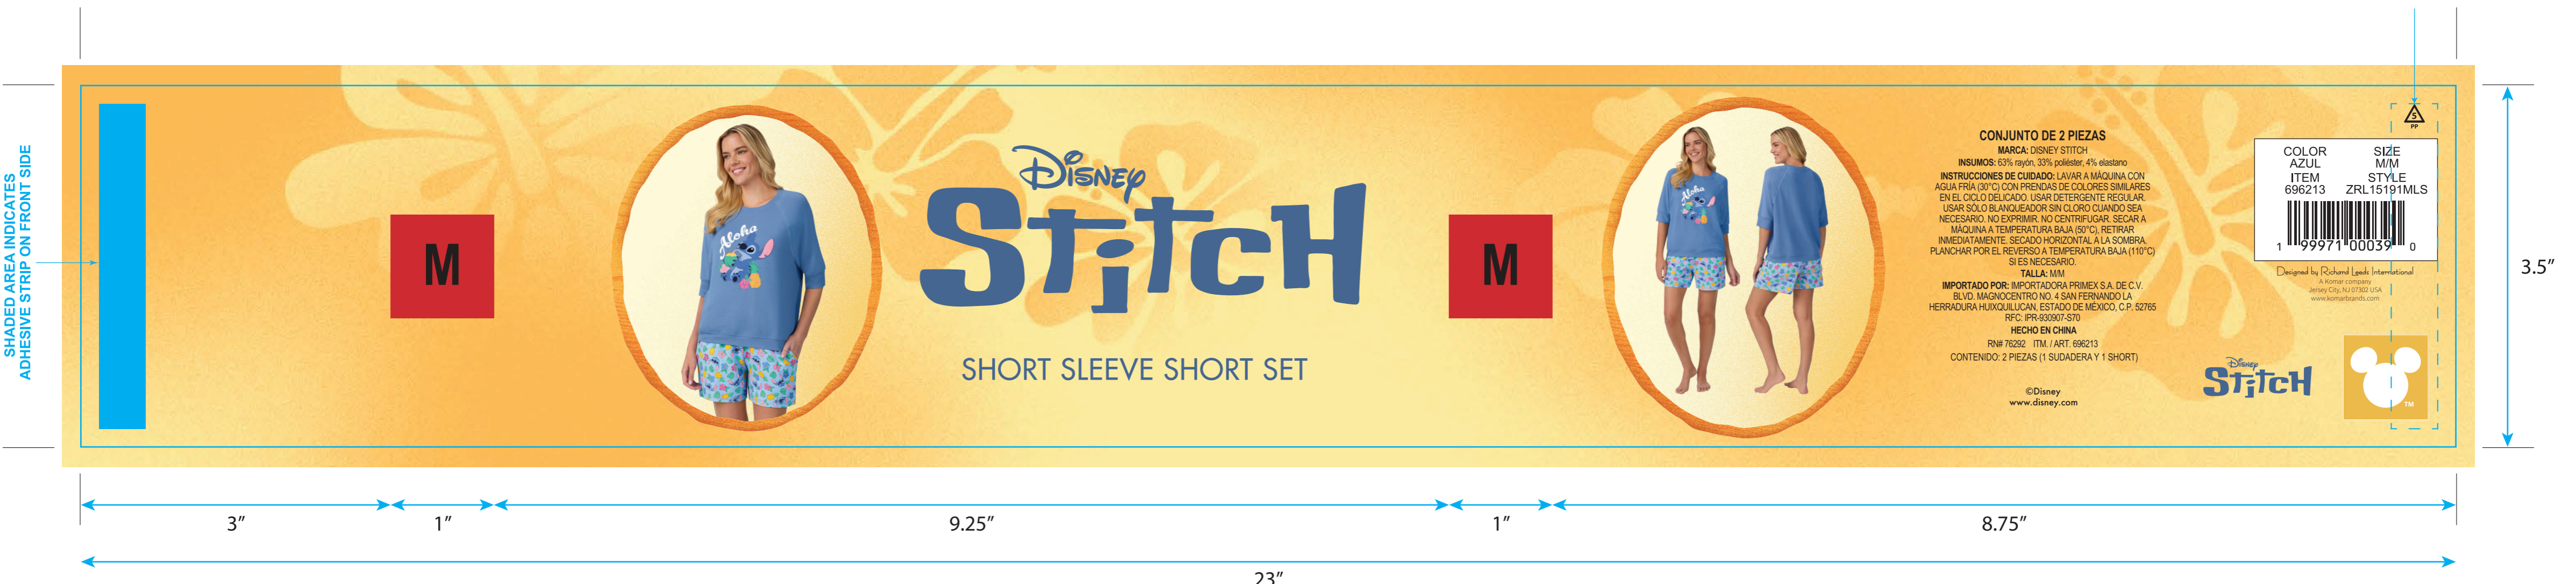 SHADED AREA INDICATES
ADHESIVE STRIP ON FRONT SIDE
M
Aloha
Disney
Stitch
SHORT SLEEVE SHORT SET
M
Aloha
CONJUNTO DE 2 PIEZAS
MARCA: DISNEY STITCH
INSUMOS: 63% rayón, 33% poliéster, 4% elastano
INSTRUCCIONES DE CUIDADO: LAVAR A MÁQUINA CON
AGUA FRÍA (30°C) CON PRENDAS DE COLORES SIMILARES
EN EL CICLO DELICADO. USAR DETERGENTE REGULAR.
USAR SÓLO BLANQUEADOR SIN CLORO CUANDO SEA
NECESARIO. NO EXPRIMIR. NO CENTRIFUGAR. SECAR A
MÁQUINA A TEMPERATURA BAJA (50°C), RETIRAR
INMEDIATAMENTE. SECADO HORIZONTAL A LA SOMBRA.
PLANCHAR POR EL REVERSO A TEMPERATURA BAJA (110°C)
SI ES NECESARIO.
TALLA: M/M
IMPORTADO POR: IMPORTADORA PRIMEX S.A. DE C.V.
BLVD. MAGNOCENTRO NO. 4 SAN FERNANDO LA
HERRADURA HUIXQUILUCAN, ESTADO DE MÉXICO, C.P. 52765
RFC: IPR-930907-S70
HECHO EN CHINA
RN# 76292 ITM. / ART. 696213
CONTENIDO: 2 PIEZAS (1 SUDADERA Y 1 SHORT)
©Disney
www.disney.com
5
PP
COLOR SIZE
AZUL M/M
ITEM STYLE
696213 ZRL15191MLS
1 99971 00039 0
Designed by Richard Leeds International
A Komar company
Jersey City, NJ 07302 USA
www.komarbrands.com
Disney
Stitch
TM
3.5”
3” 1” 9.25” 1” 8.75”
23”